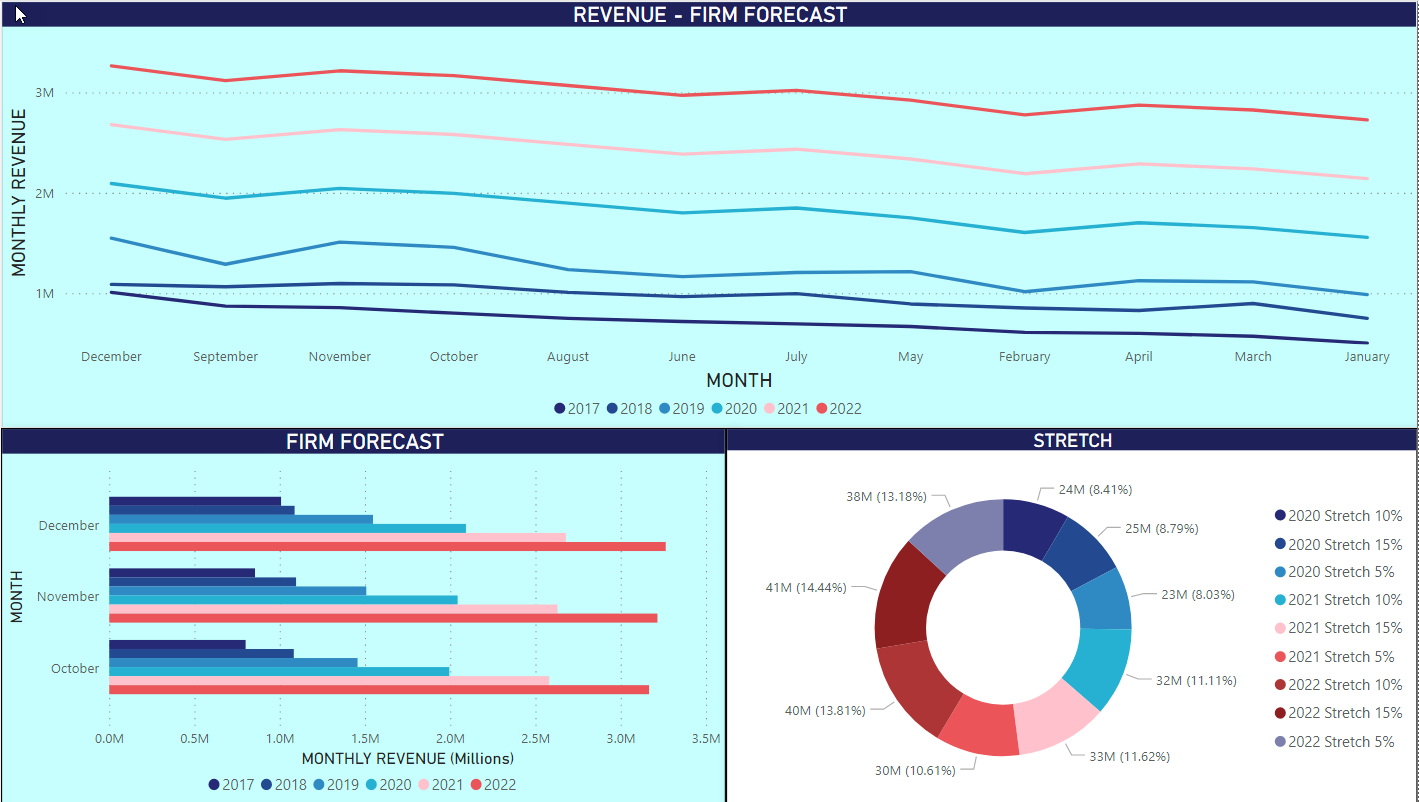 REVENUE - FIRM FORECAST
MONTHLY REVENUE
3M
2M
1M
December September November October August June July May February April March January
MONTH
2017 2018 2019 2020 2021 2022
FIRM FORECAST
MONTH
December
November
October
0.0M 0.5M 1.0M 1.5M 2.0M 2.5M 3.0M 3.5M
MONTHLY REVENUE (Millions)
2017 2018 2019 2020 2021 2022
STRETCH
24M (8.41%)
25M (8.79%)
23M (8.03%)
32M (11.11%)
33M (11.62%)
30M (10.61%)
40M (13.81%)
41M (14.44%)
38M (13.18%)
2020 Stretch 10%
2020 Stretch 15%
2020 Stretch 5%
2021 Stretch 10%
2021 Stretch 15%
2021 Stretch 5%
2022 Stretch 10%
2022 Stretch 15%
2022 Stretch 5%